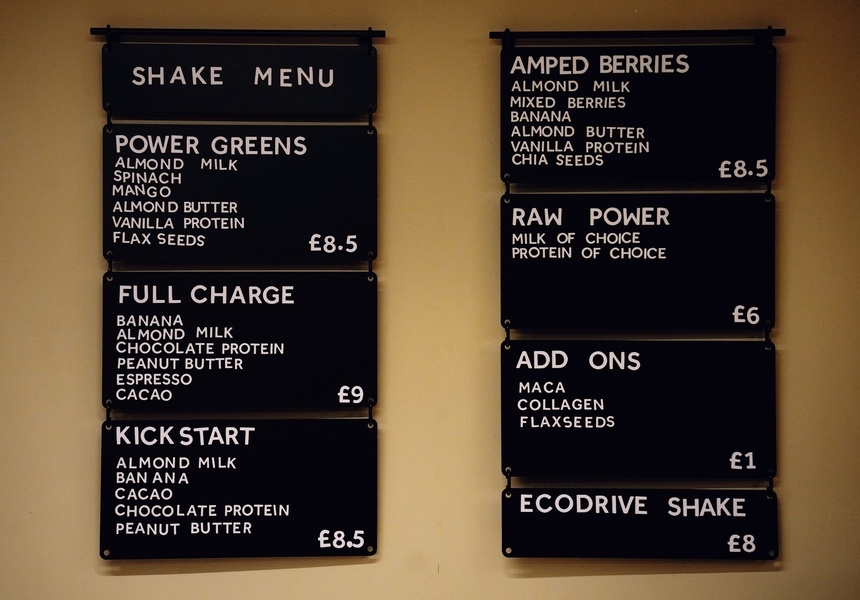 SHAKE MENU
POWER GREENS
ALMOND MILK
SPINACH
MANGO
ALMOND BUTTER
VANILLA PROTEIN
FLAX SEEDS
£8.5
FULL CHARGE
BANANA
ALMOND MILK
CHOCOLATE PROTEIN
PEANUT BUTTER
ESPRESSO
CACAO
£9
KICK START
ALMOND MILK
BANANA
CACAO
CHOCOLATE PROTEIN
PEANUT BUTTER
£8.5
AMPED BERRIES
ALMOND MILK
MIXED BERRIES
BANANA
ALMOND BUTTER
VANILLA PROTEIN
CHIA SEEDS
£8.5
RAW POWER
MILK OF CHOICE
PROTEIN OF CHOICE
£6
ADD ONS
MACA
COLLAGEN
FLAXSEEDS
£1
ECODRIVE SHAKE
£8